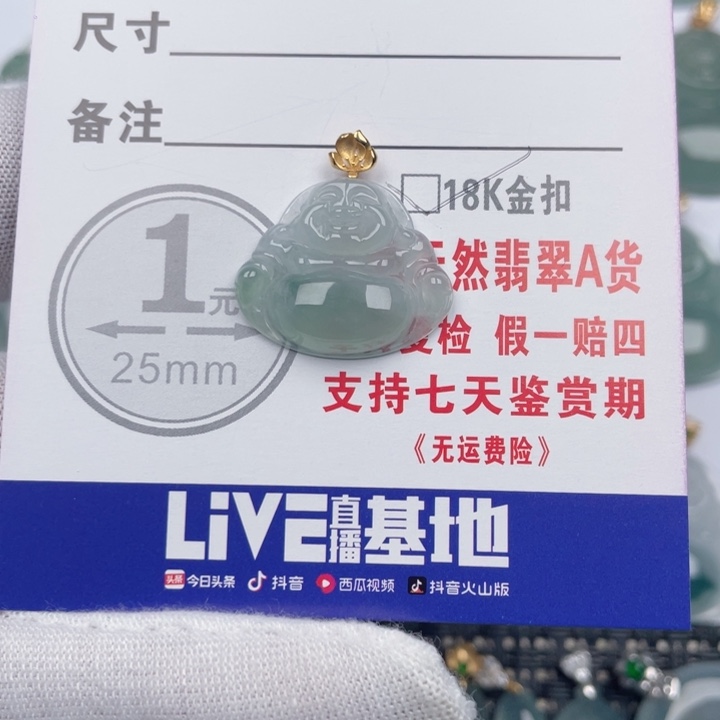 尺寸
备注
18K金扣
1元
25mm
然翡翠A货
检 假一赔四
支持七天鉴赏期
《无运费险》
LiVE直播基地
头条 今日头条 抖音 西瓜视频 抖音火山版